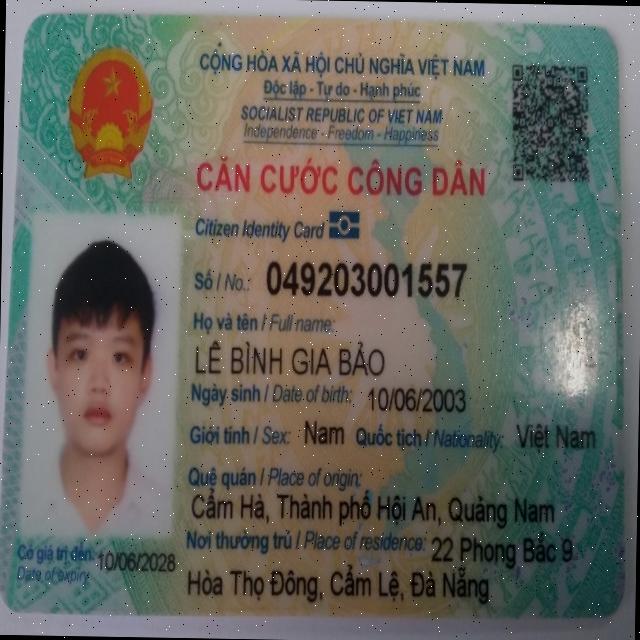 CỘNG HÒA XÃ HỘI CHỦ NGHĨA VIỆT NAM
Độc lập - Tự do - Hạnh phúc
SOCIALIST REPUBLIC OF VIET NAM
Independence - Freedom - Happiness
CĂN CƯỚC CÔNG DÂN
Citizen Identity Card
Số / No.: 049203001557
Họ và tên / Full name:
LÊ BÌNH GIA BẢO
Ngày sinh / Date of birth: 10/06/2003
Giới tính / Sex: Nam Quốc tịch / Nationality: Việt Nam
Quê quán / Place of origin:
Cẩm Hà, Thành phố Hội An, Quảng Nam
Nơi thường trú / Place of residence: 22 Phong Bắc 9
Hòa Thọ Đông, Cẩm Lệ, Đà Nẵng
Có giá trị đến: 10/06/2028
Date of expiry